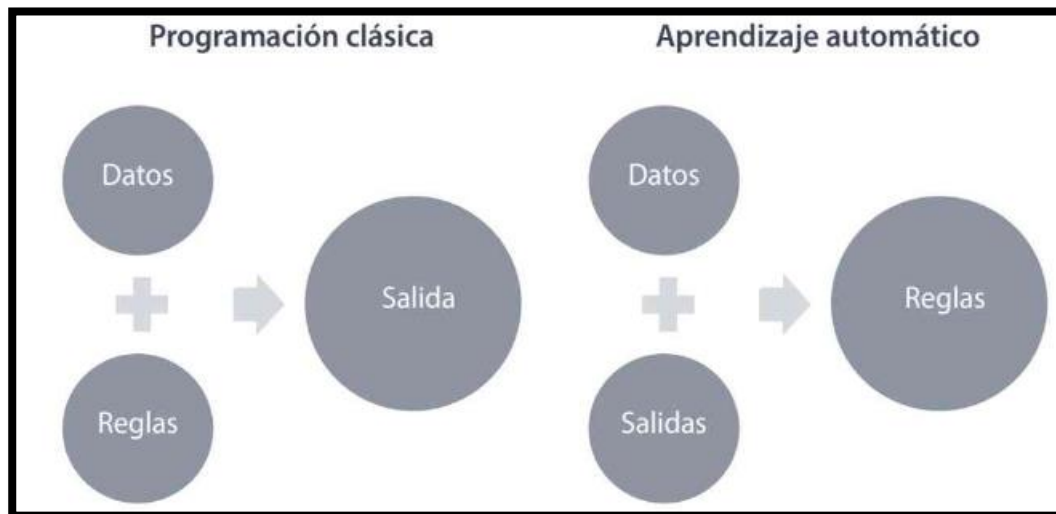 Programación clásica
Datos
Reglas
Salida
Aprendizaje automático
Datos
Salidas
Reglas